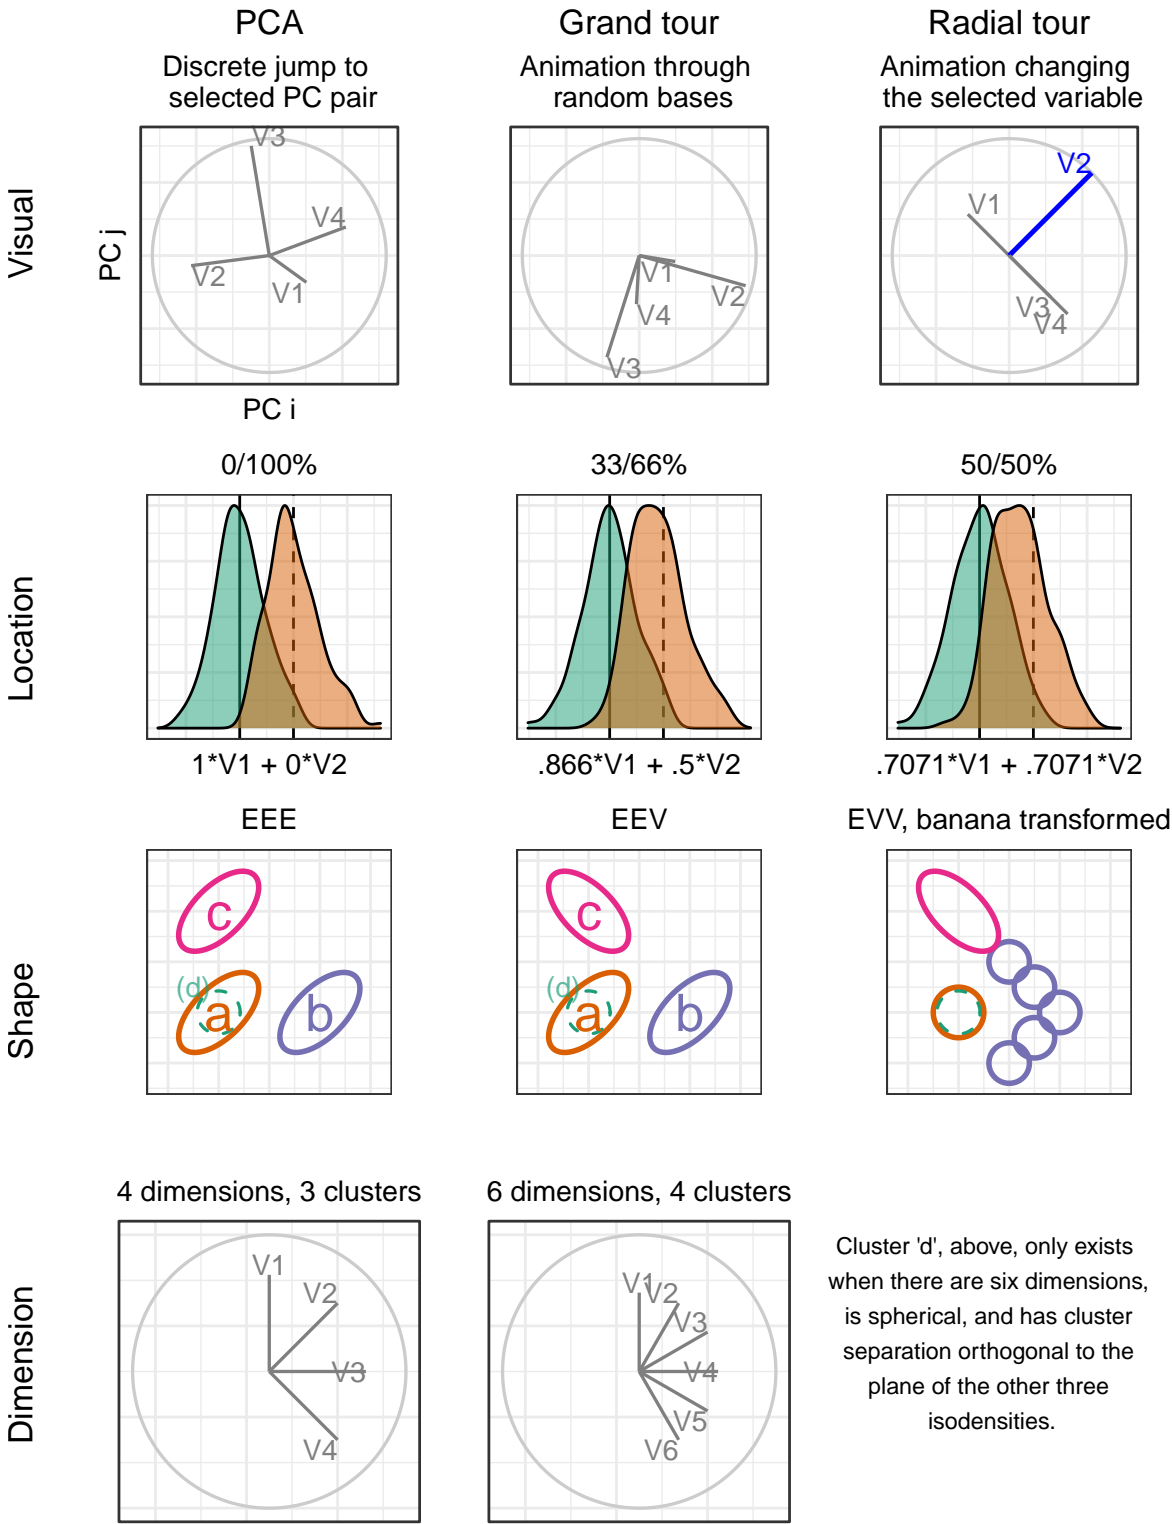 PCA
Grand tour
Radial tour
Discrete jump to
selected PC pair
Animation through
random bases
Animation changing
the selected variable
Visual
PC j
V3
V4
V2
V1
PC i
V1
V2
V4
V3
V2
V1
V3
V4
Location
0/100%
33/66%
50/50%
1*V1 + 0*V2
.866*V1 + .5*V2
.7071*V1 + .7071*V2
Shape
EEE
EEV
EVV, banana transformed
c
(d)
a
b
c
(d)
a
b
Dimension
4 dimensions, 3 clusters
6 dimensions, 4 clusters
V1
V2
V3
V4
V1
V2
V3
V4
V5
V6
Cluster 'd', above, only exists
when there are six dimensions,
is spherical, and has cluster
separation orthogonal to the
plane of the other three
isodensities.